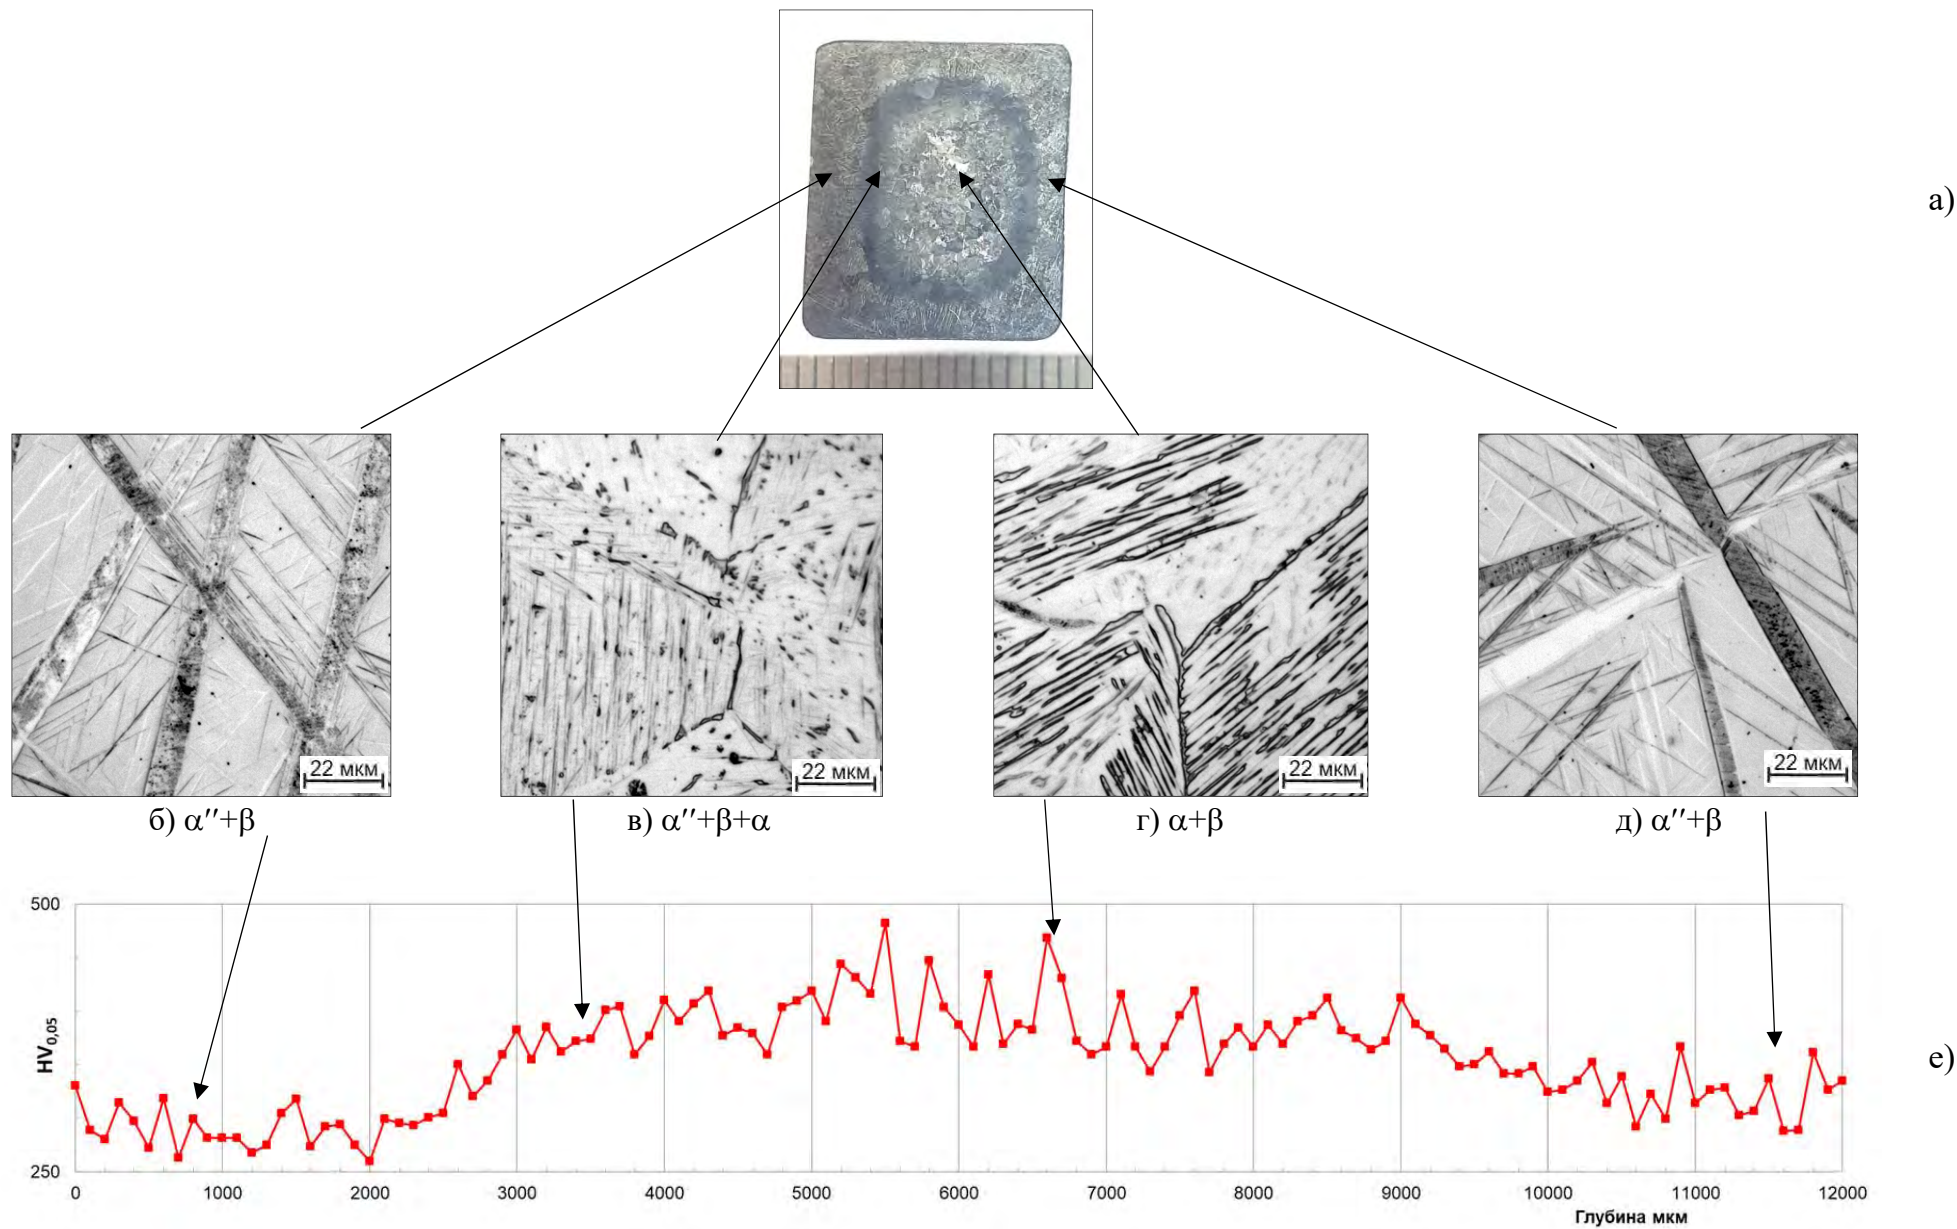 а)
22 мкм
22 мкм
22 мкм
22 мкм
б) α′′+β
в) α′′+β+α
г) α+β
д) α′′+β
500
HV0,05
е)
250
0 1000 2000 3000 4000 5000 6000 7000 8000 9000 10000 11000 12000
Глубина мкм